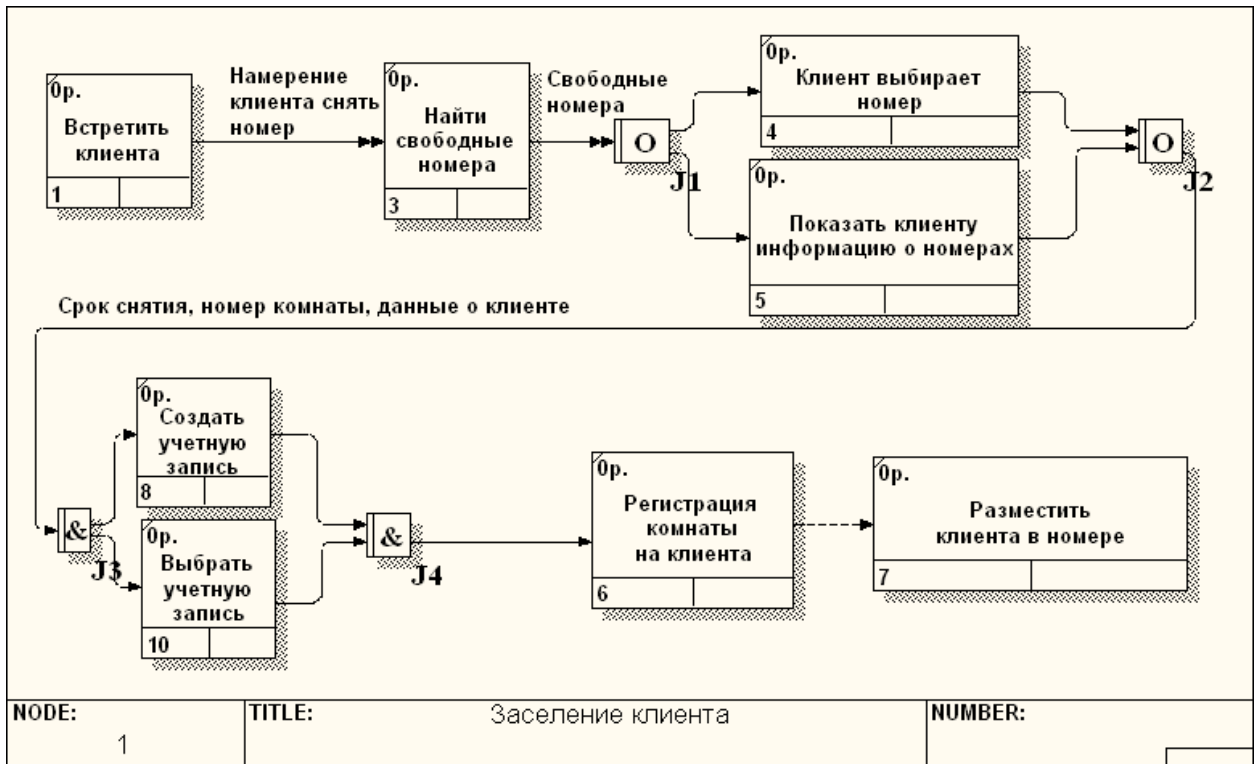 0р.
Встретить
клиента
1
Намерение
клиента снять
номер
0р.
Найти
свободные
номера
3
Свободные
номера
O
J1
0р.
Клиент выбирает
номер
4
0р.
Показать клиенту
информацию о номерах
5
O
J2
Срок снятия, номер комнаты, данные о клиенте
&
J3
0р.
Создать
учетную
запись
8
0р.
Выбрать
учетную
запись
10
&
J4
0р.
Регистрация
комнаты
на клиента
6
0р.
Разместить
клиента в номере
7
NODE:
1
TITLE:
Заселение клиента
NUMBER: